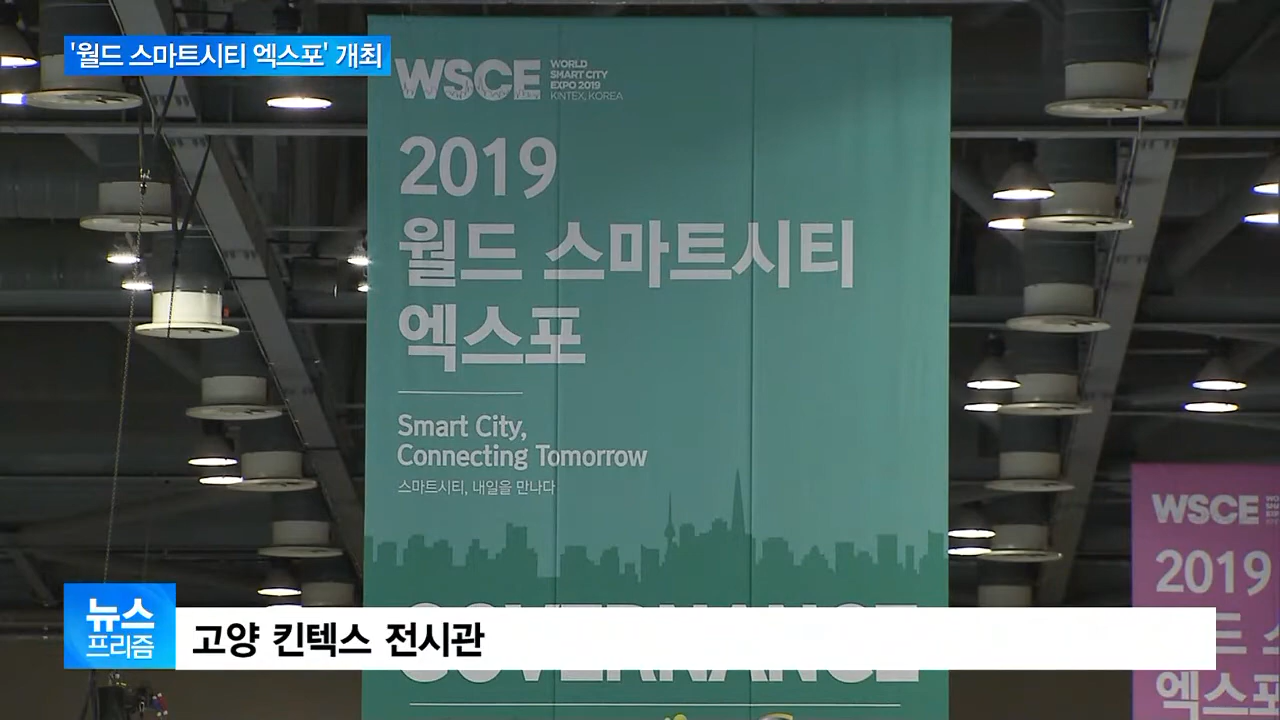 '월드 스마트시티 엑스포' 개최
WSCE
WORLD
SMART CITY
EXPO 2019
KINTEX, KOREA
2019
월드 스마트시티
엑스포
Smart City,
Connecting Tomorrow
스마트시티, 내일을 만나다
GOVERNANCE
WSCE
2019
엑스
뉴스
프리즘
고양 킨텍스 전시관